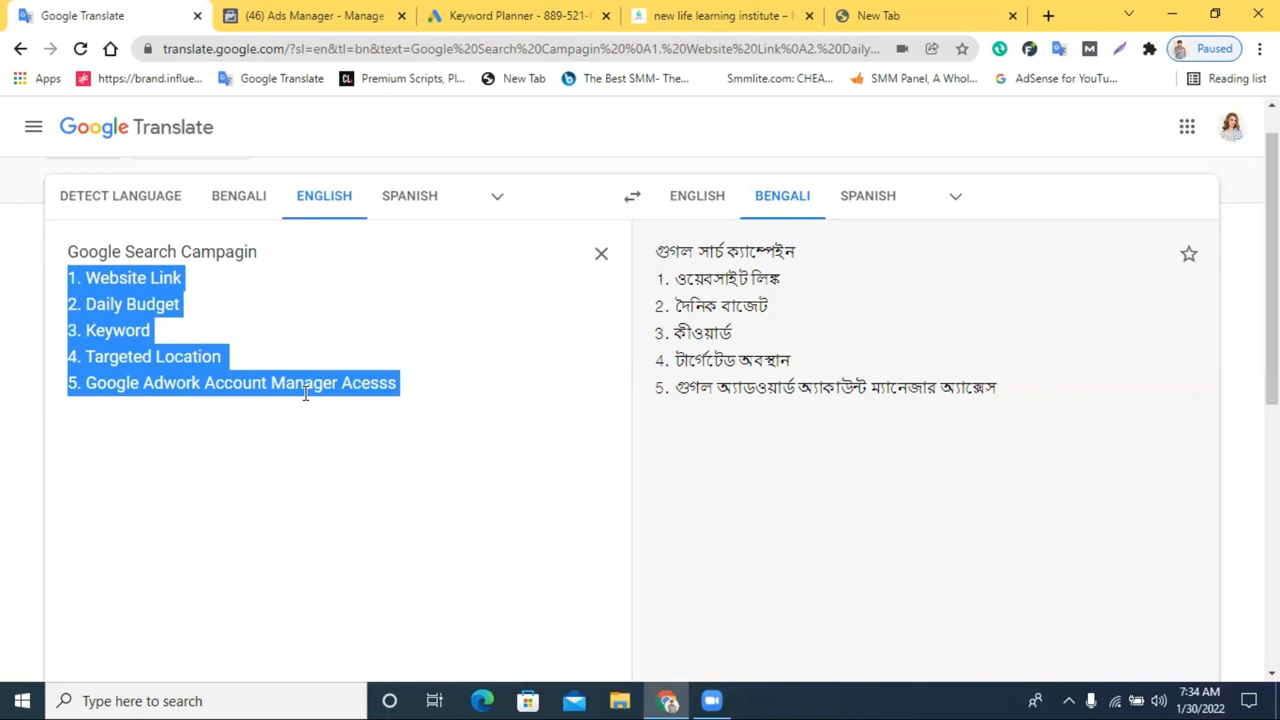 Google Translate
(46) Ads Manager - Manage
Keyword Planner - 889-521-
new life learning institute –
New Tab
translate.google.com/?sl=en&tl=bn&text=Google%20Search%20Campagin%20%0A1.%20Website%20Link%0A2.%20Daily...
Paused
Apps
https://brand.influe...
Google Translate
Premium Scripts, Pl...
New Tab
The Best SMM- The...
Smmlite.com: CHEA...
SMM Panel, A Whol...
AdSense for YouTu...
Reading list
Google Translate
DETECT LANGUAGE
BENGALI
ENGLISH
SPANISH
ENGLISH
BENGALI
SPANISH
Google Search Campagin
1. Website Link
2. Daily Budget
3. Keyword
4. Targeted Location
5. Google Adwork Account Manager Acesss
গুগল সার্চ ক্যাম্পেইন
1. ওয়েবসাইট লিঙ্ক
2. দৈনিক বাজেট
3. কীওয়ার্ড
4. টার্গেটেড অবস্থান
5. গুগল অ্যাডওয়ার্ড অ্যাকাউন্ট ম্যানেজার অ্যাক্সেস
Type here to search
7:34 AM
1/30/2022